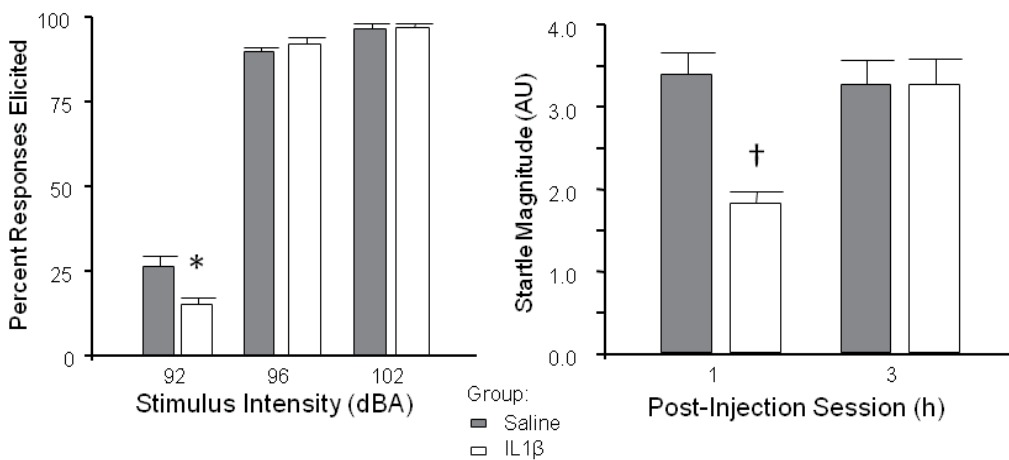 Percent Responses Elicited
100
75
50
25
0
*
92
96
102
Stimulus Intensity (dBA)
Startle Magnitude (AU)
4.0
3.0
2.0
1.0
0.0
†
1
3
Post-Injection Session (h)
Group:
Saline
IL1β